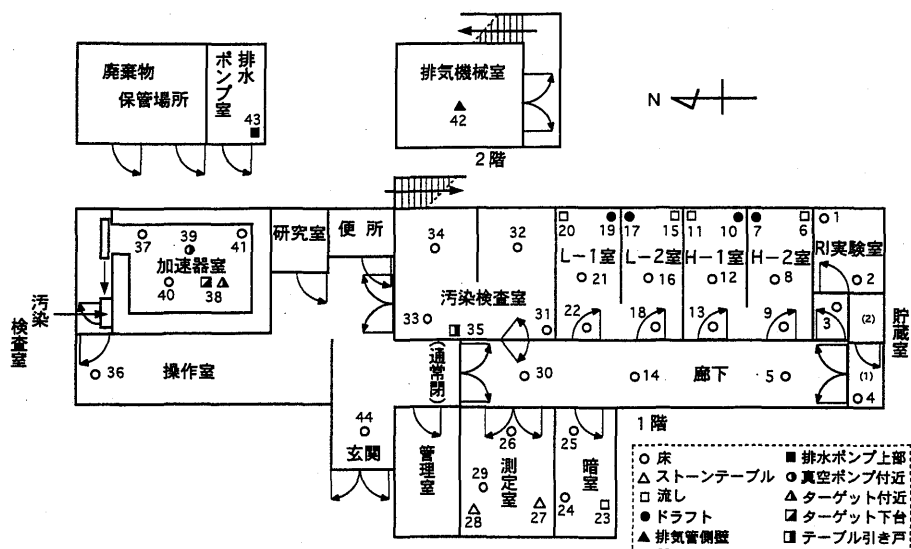 廃棄物
保管場所
排水
ポンプ室
43
排気機械室
42
2階
N
37
39
41
加速器室
40
38
研究室
便所
34
32
汚染検査室
33
35
31
20
19
L-1室
21
22
17
15
L-2室
16
18
11
10
H-1室
12
13
7
6
H-2室
8
9
1
RI実験室
2
3
(2)
(1)
4
貯蔵室
汚染
検査室
36
操作室
(通常閉)
30
14
廊下
5
1階
44
玄関
管理室
26
29
測定室
28
27
25
暗室
24
23
床
ストーンテーブル
流し
ドラフト
排気管側壁
排水ポンプ上部
真空ポンプ付近
ターゲット付近
ターゲット下台
テーブル引き戸